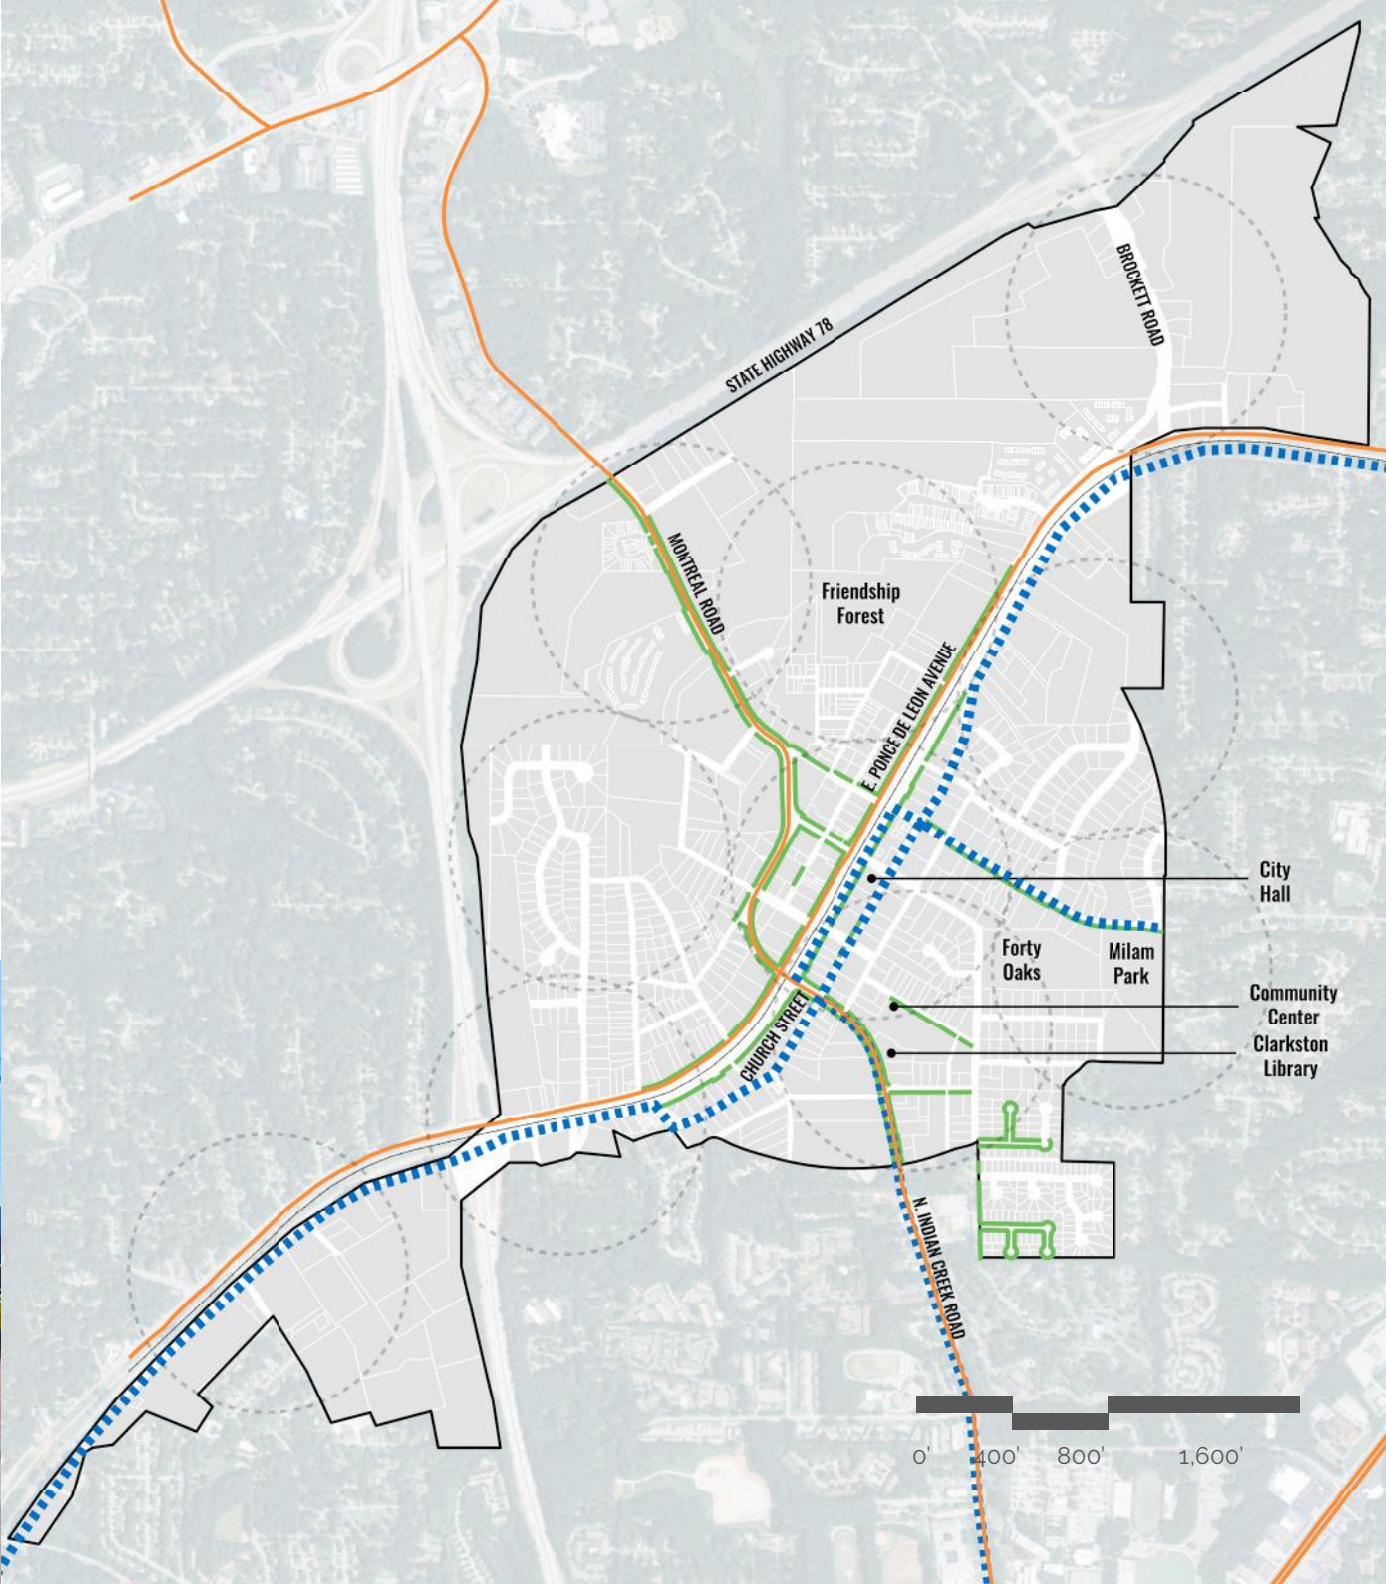 BROCKETT ROAD
STATE HIGHWAY 78
MONTREAL ROAD
Friendship
Forest
E. PONCE DE LEON AVENUE
City
Hall
Forty
Oaks
Milam
Park
Community
Center
CHURCH STREET
Clarkston
Library
N. INDIAN CREEK ROAD
0' 400' 800' 1,600'